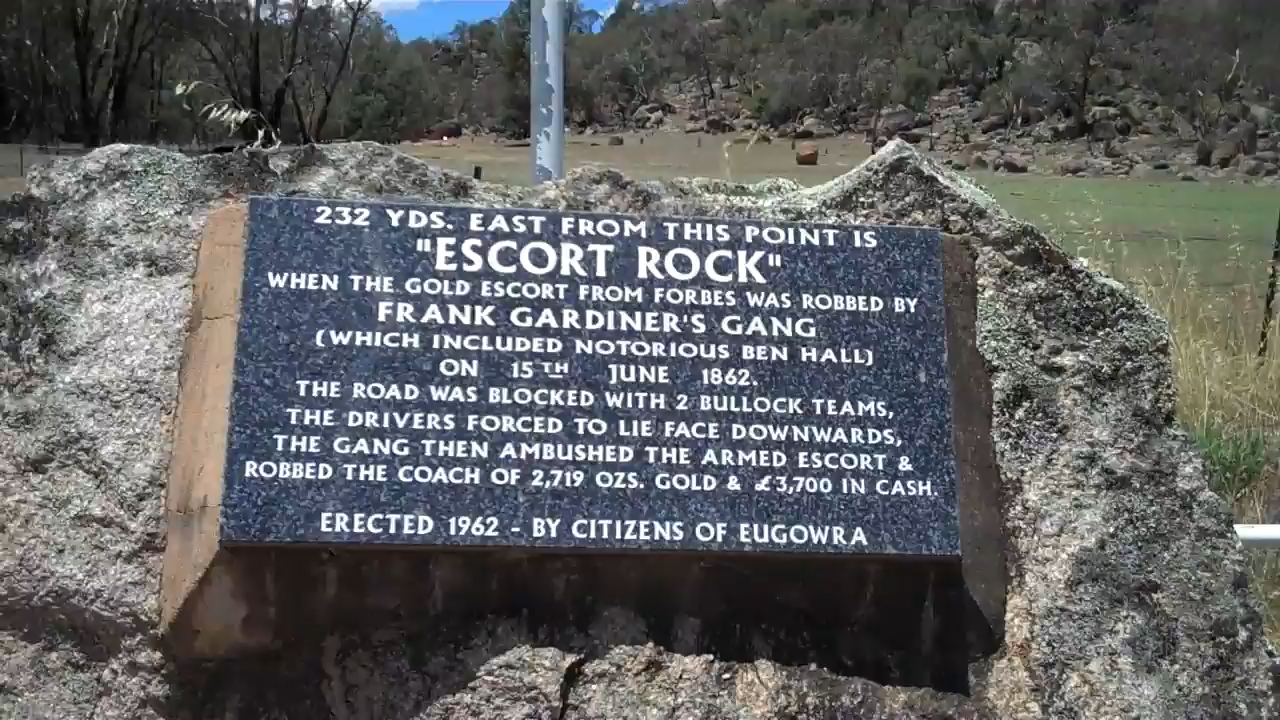 232 YDS. EAST FROM THIS POINT IS
"ESCORT ROCK"
WHEN THE GOLD ESCORT FROM FORBES WAS ROBBED BY
FRANK GARDINER'S GANG
(WHICH INCLUDED NOTORIOUS BEN HALL)
ON 15TH JUNE 1862.
THE ROAD WAS BLOCKED WITH 2 BULLOCK TEAMS,
THE DRIVERS FORCED TO LIE FACE DOWNWARDS,
THE GANG THEN AMBUSHED THE ARMED ESCORT &
ROBBED THE COACH OF 2,719 OZS. GOLD & £3,700 IN CASH.
ERECTED 1962 - BY CITIZENS OF EUGOWRA